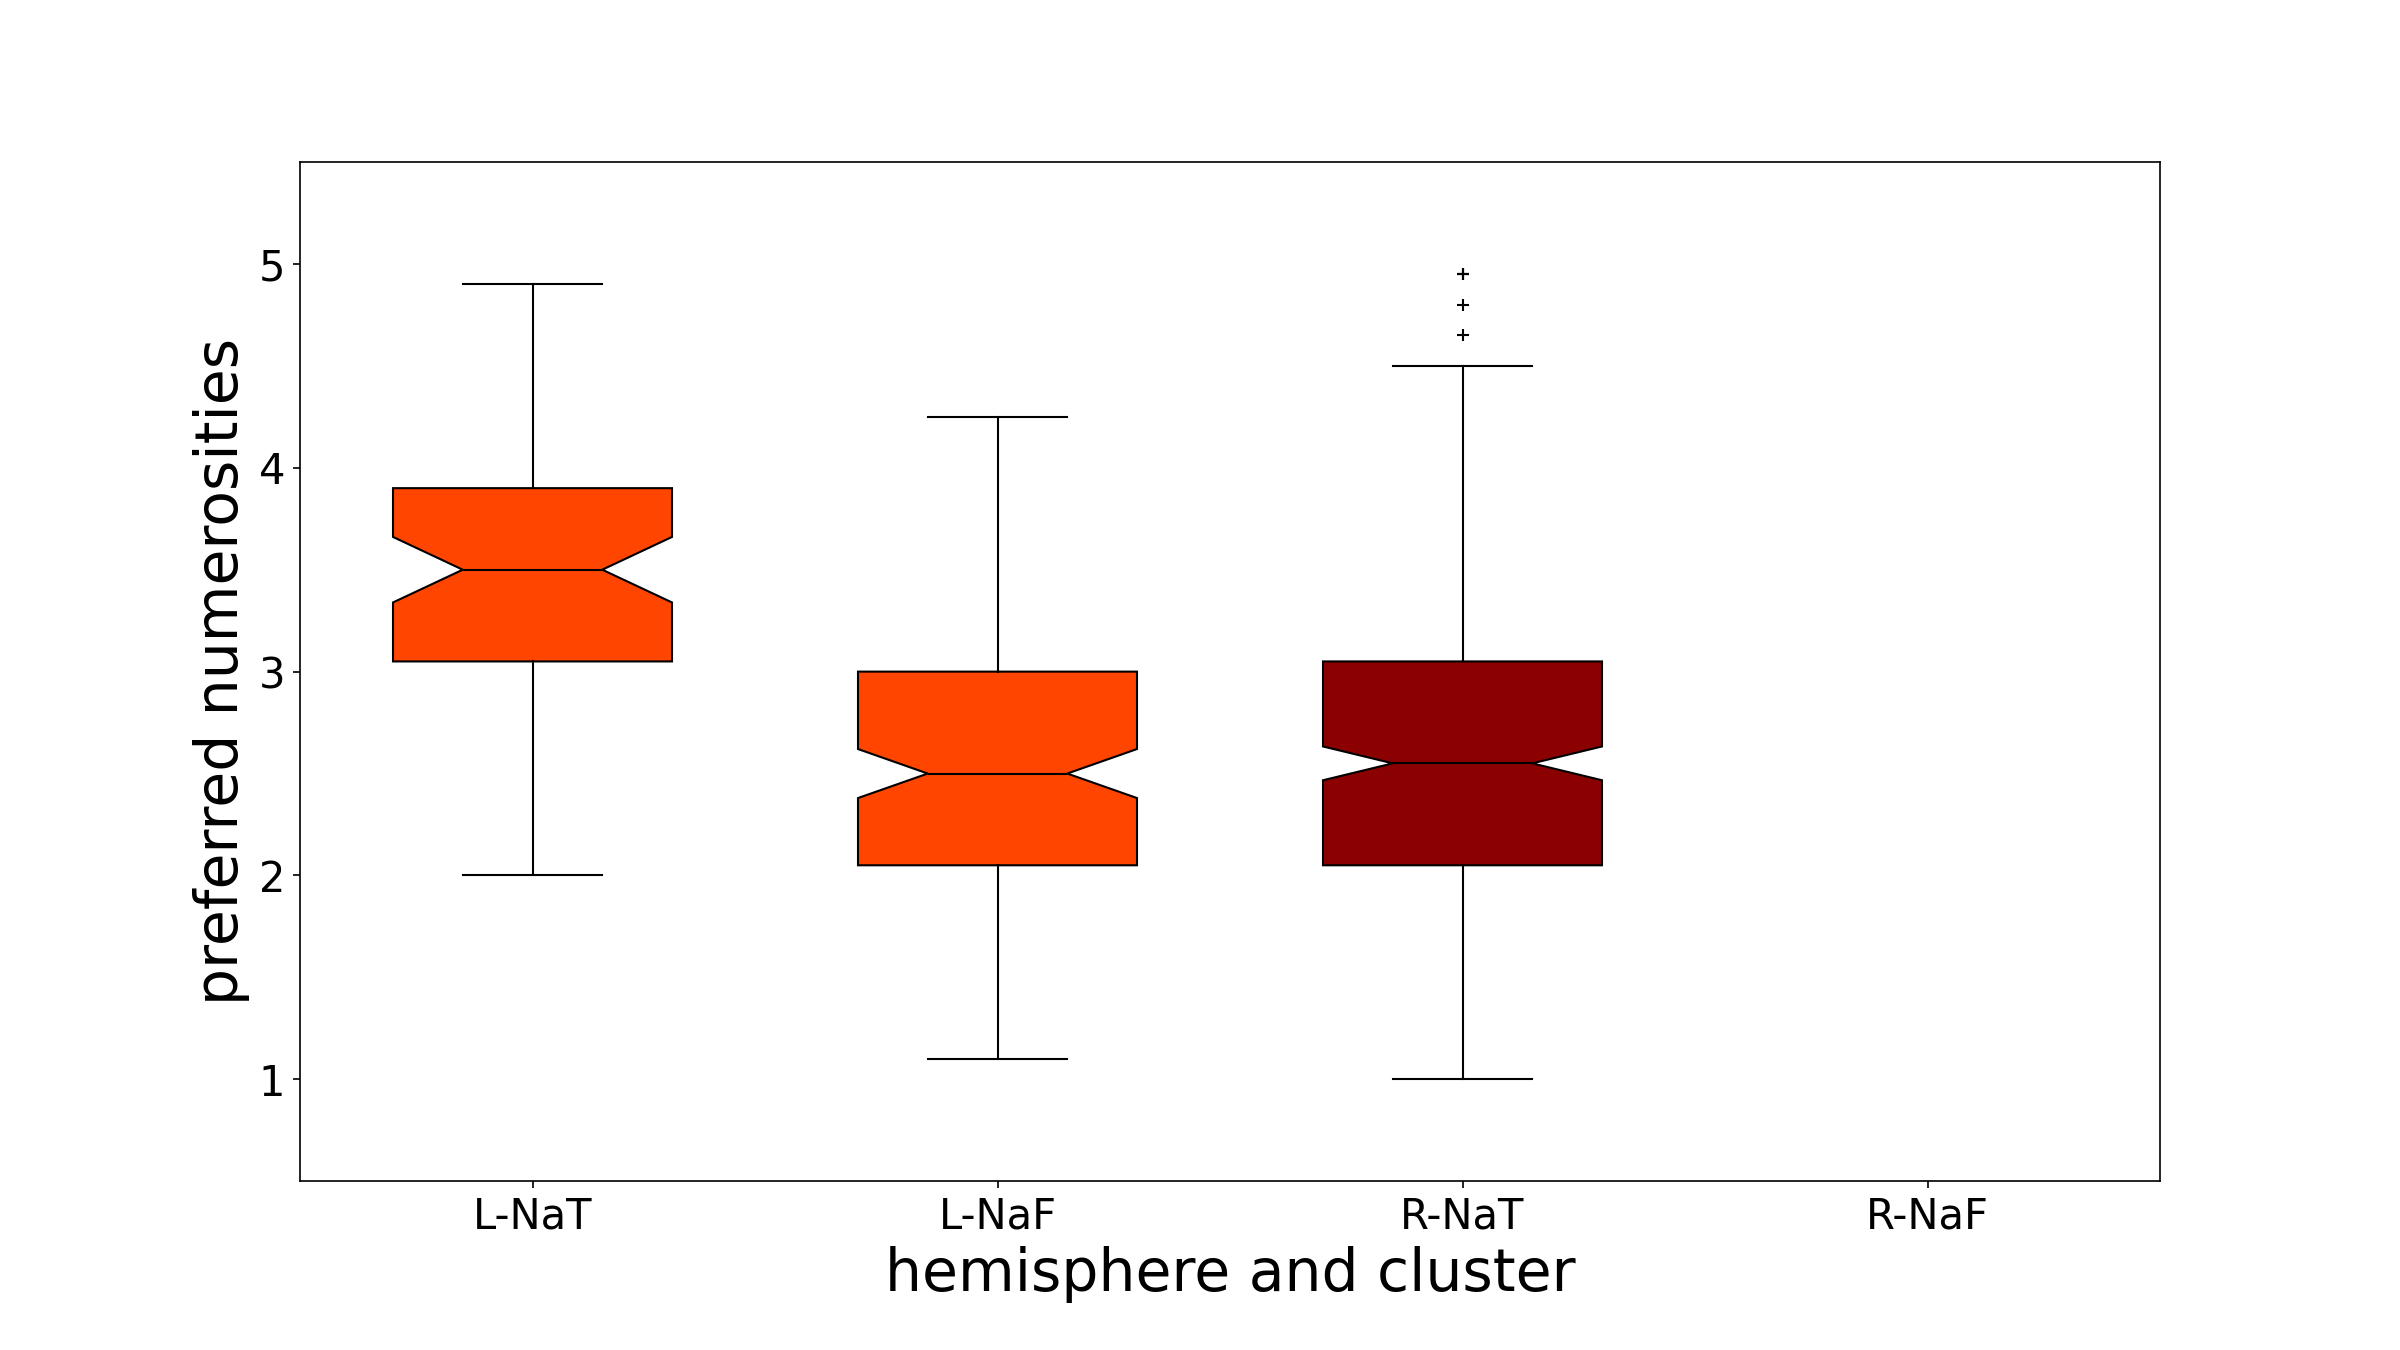 preferred numerosities
5
4
3
2
1
L-NaT L-NaF R-NaT R-NaF
hemisphere and cluster